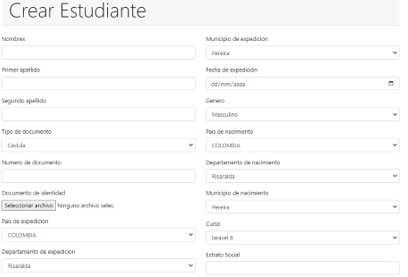 Crear Estudiante
Nombres
Primer apellido
Segundo apellido
Tipo de documento
Cedula
Numero de documento
Documento de identidad
Seleccionar archivo Ninguno archivo selec.
Pais de expedicion
COLOMBIA
Departamento de expedicion
Risaralda
Municipio de expedicion
Pereira
Fecha de expedición
dd/mm/aaaa
Genero
Masculino
Pais de nacimiento
COLOMBIA
Departamento de nacimiento
Risaralda
Municipio de nacimiento
Pereira
Curso
laravel 8
Estrato Social